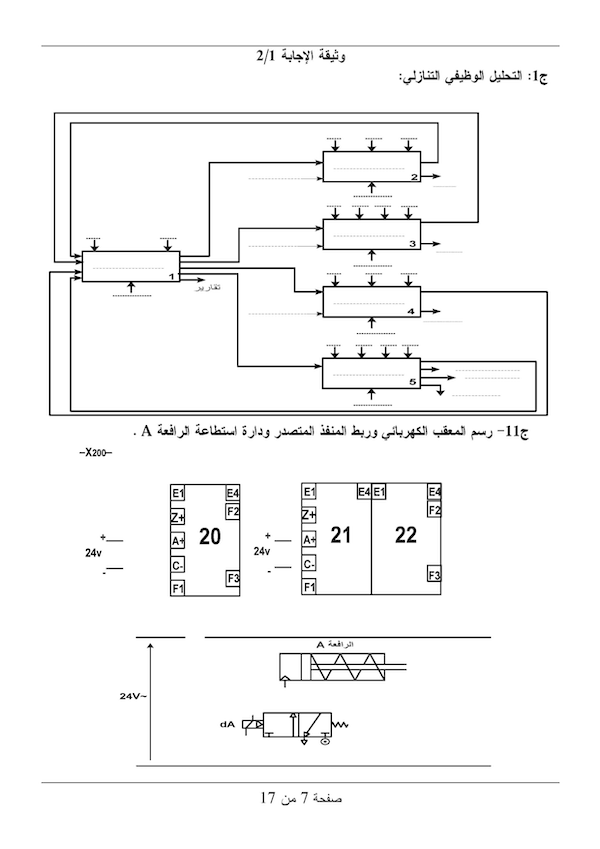 وثيقة الإجابة 2/1
ج1: التحليل الوظيفي التنازلي:
2
3
1
تقارير
4
5
ج11- رسم المعقب الكهربائي وربط المنفذ المتصدر ودارة استطاعة الرافعة A .
–X200–
E1 E4 E1 E4 E1 E4
Z+ F2 Z+ F2
+ 24v - A+ 20 + 24v - A+ 21 22
C- C-
F1 F3 F1 F3
الرافعة A
24V~
dA
صفحة 7 من 17